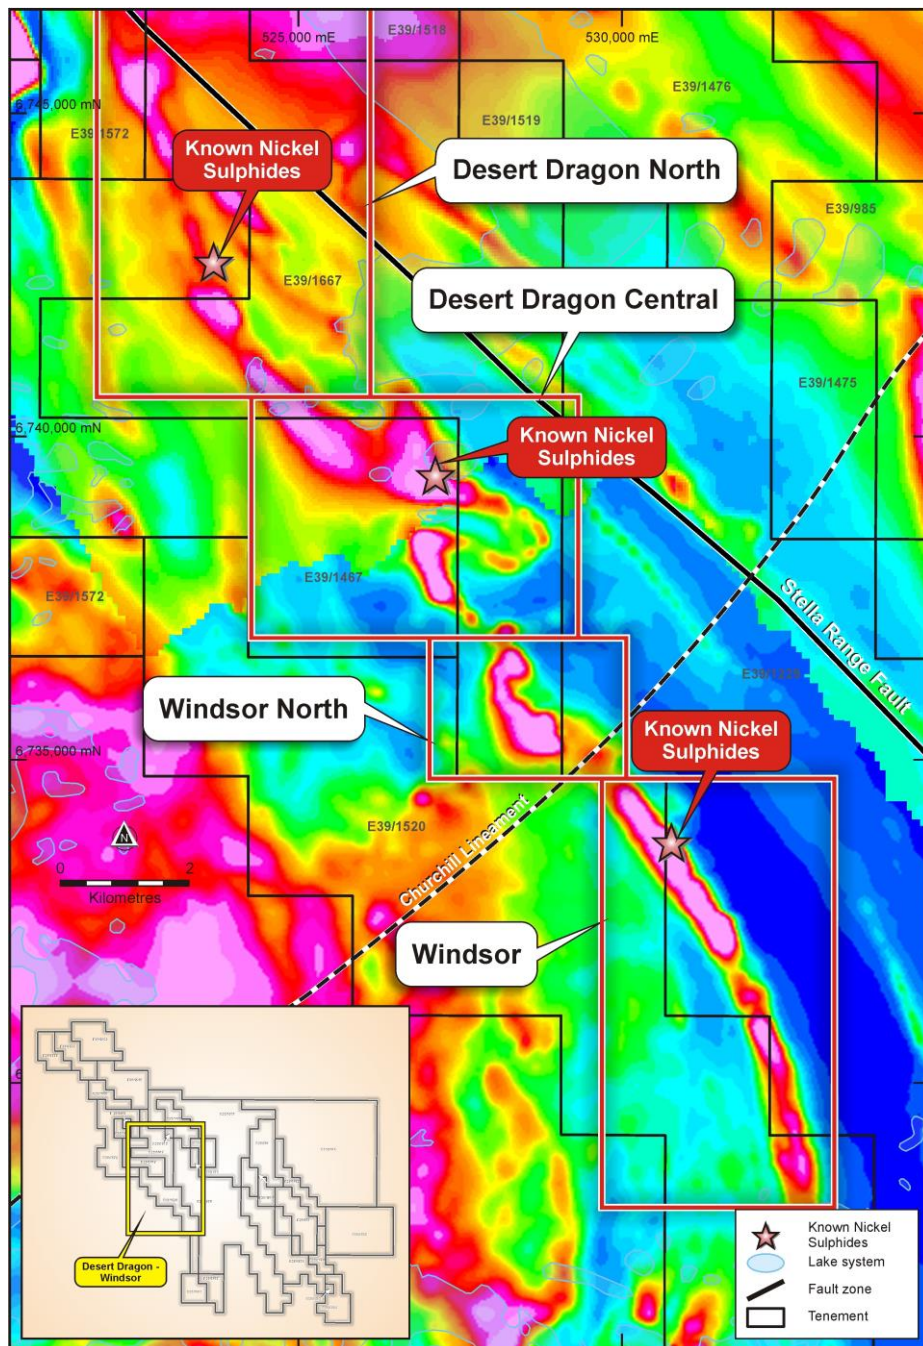 525,000 mE
530,000 mE
E39/1518
6,745,000 mN
E39/1476
E39/1519
E39/1572
Known Nickel
Sulphides
Desert Dragon North
E39/985
E39/1667
Desert Dragon Central
E39/1475
6,740,000 mN
Known Nickel
Sulphides
E39/1467
E39/1572
Stella Range Fault
Windsor North
Known Nickel
Sulphides
6,735,000 mN
E39/1520
N
0 2
Kilometres
Churchill Lineament
Windsor
Desert Dragon -
Windsor
Known Nickel
Sulphides
Lake system
Fault zone
Tenement